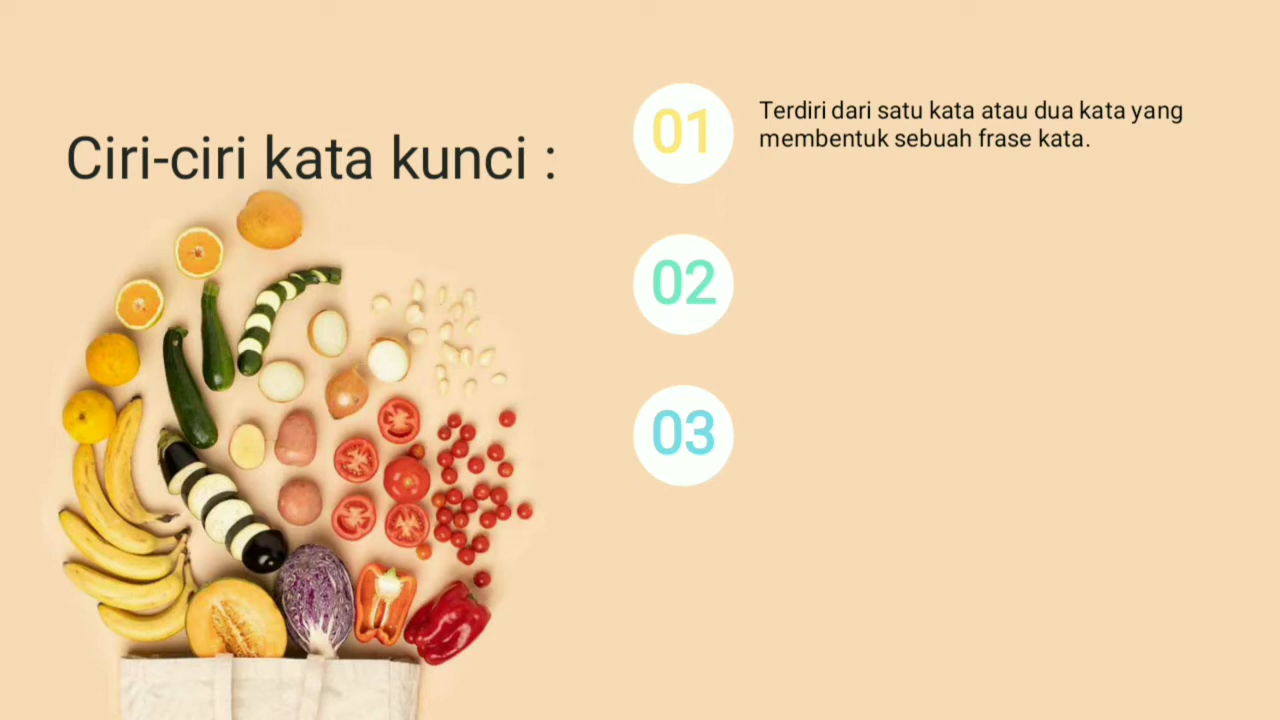 Ciri-ciri kata kunci :
01
Terdiri dari satu kata atau dua kata yang
membentuk sebuah frase kata.
02
03